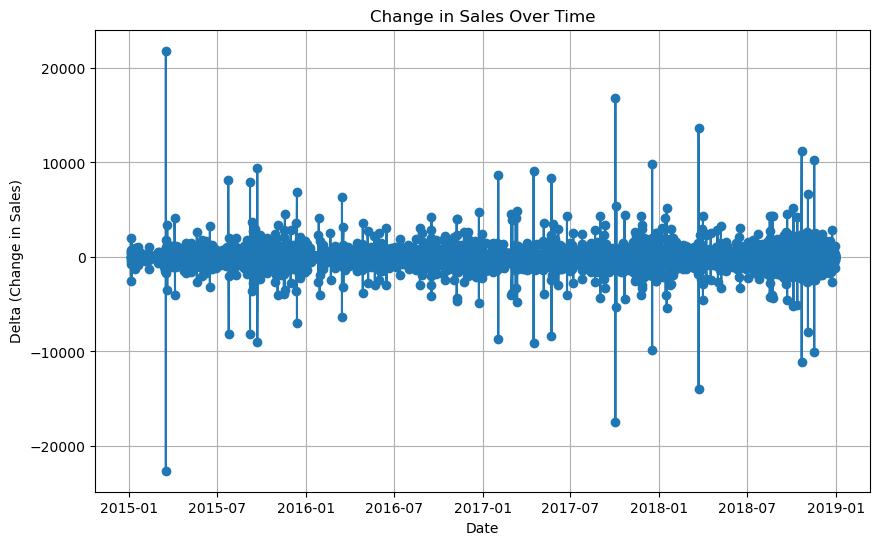 Change in Sales Over Time
Delta (Change in Sales)
20000
10000
0
−10000
−20000
2015-01 2015-07 2016-01 2016-07 2017-01 2017-07 2018-01 2018-07 2019-01
Date